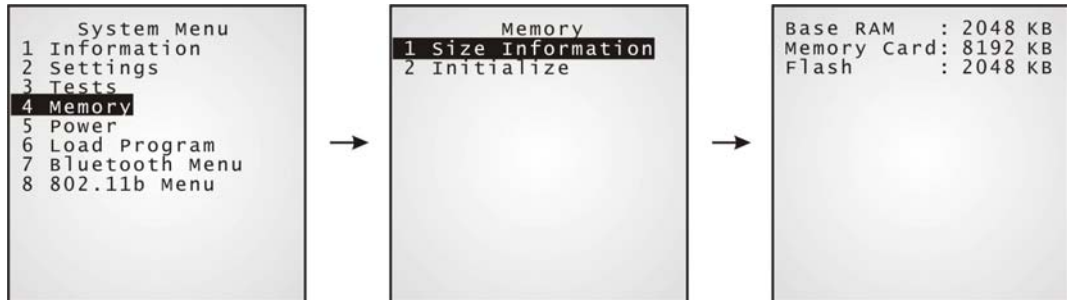 System Menu
1 Information
2 Settings
3 Tests
4 Memory
5 Power
6 Load Program
7 Bluetooth Menu
8 802.11b Menu
Memory
1 Size Information
2 Initialize
Base RAM : 2048 KB
Memory Card: 8192 KB
Flash : 2048 KB